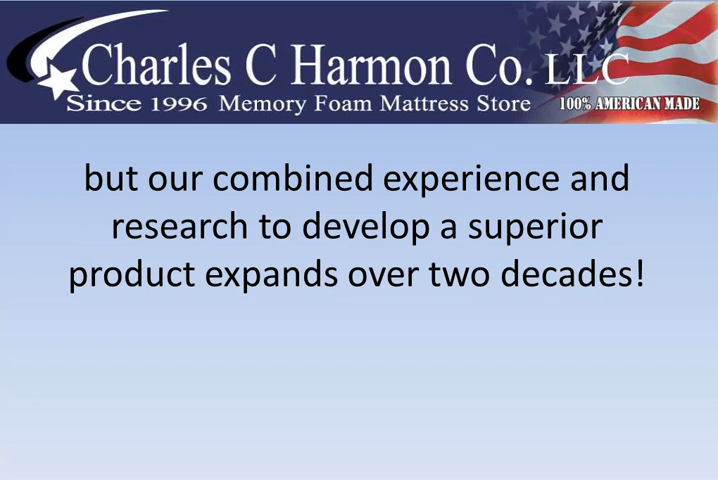 Charles C Harmon Co. LLC
Since 1996 Memory Foam Mattress Store
100% AMERICAN MADE
but our combined experience and
research to develop a superior
product expands over two decades!